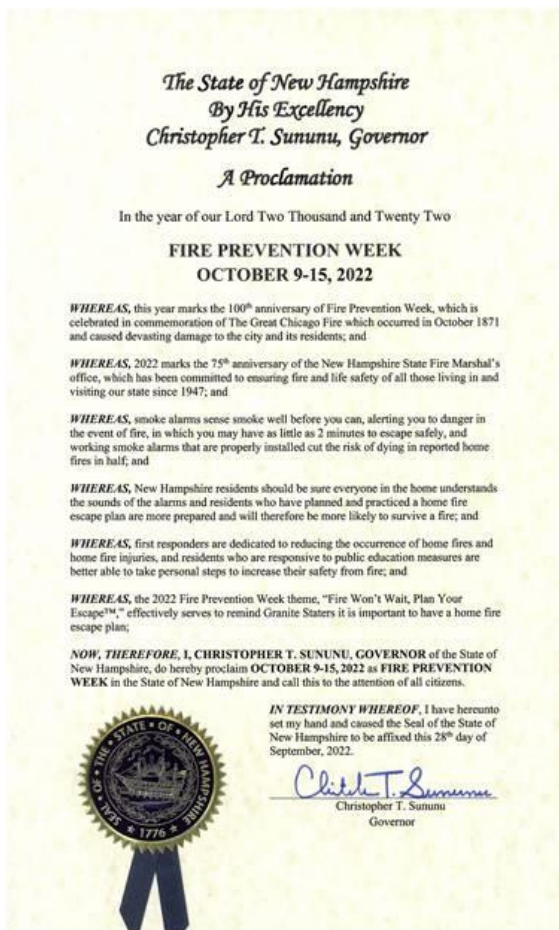 The State of New Hampshire
By His Excellency
Christopher T. Sununu, Governor
A Proclamation
In the year of our Lord Two Thousand and Twenty Two
FIRE PREVENTION WEEK
OCTOBER 9-15, 2022
WHEREAS, this year marks the 100th anniversary of Fire Prevention Week, which is
celebrated in commemoration of The Great Chicago Fire which occurred in October 1871
and caused devasting damage to the city and its residents; and
WHEREAS, 2022 marks the 75th anniversary of the New Hampshire State Fire Marshal's
office, which has been committed to ensuring fire and life safety of all those living in and
visiting our state since 1947; and
WHEREAS, smoke alarms sense smoke well before you can, alerting you to danger in
the event of fire, in which you may have as little as 2 minutes to escape safely, and
working smoke alarms that are properly installed cut the risk of dying in reported home
fires in half; and
WHEREAS, New Hampshire residents should be sure everyone in the home understands
the sounds of the alarms and residents who have planned and practiced a home fire
escape plan are more prepared and will therefore be more likely to survive a fire; and
WHEREAS, first responders are dedicated to reducing the occurrence of home fires and
home fire injuries, and residents who are responsive to public education measures are
better able to take personal steps to increase their safety from fire; and
WHEREAS, the 2022 Fire Prevention Week theme, "Fire Won't Wait, Plan Your
Escape™," effectively serves to remind Granite Staters it is important to have a home fire
escape plan;
NOW, THEREFORE, I, CHRISTOPHER T. SUNUNU, GOVERNOR of the State of
New Hampshire, do hereby proclaim OCTOBER 9-15, 2022 as FIRE PREVENTION
WEEK in the State of New Hampshire and call this to the attention of all citizens.
IN TESTIMONY WHEREOF, I have hereunto
set my hand and caused the Seal of the State of
New Hampshire to be affixed this 28th day of
September, 2022.
Christopher T. Sununu
Governor
SEAL OF THE STATE OF NEW HAMPSHIRE
1776